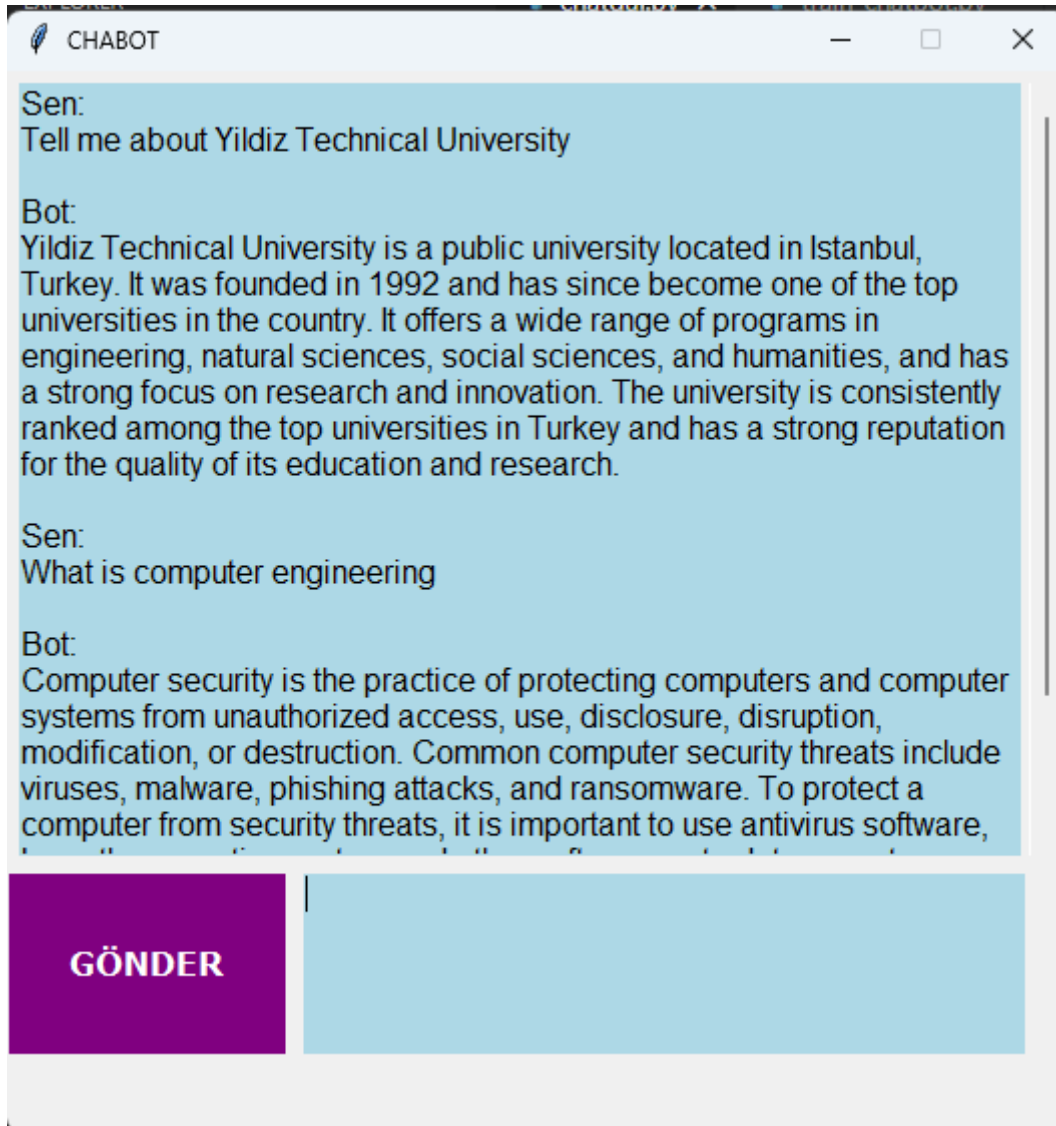 CHABOT
Sen:
Tell me about Yildiz Technical University
Bot:
Yildiz Technical University is a public university located in Istanbul,
Turkey. It was founded in 1992 and has since become one of the top
universities in the country. It offers a wide range of programs in
engineering, natural sciences, social sciences, and humanities, and has
a strong focus on research and innovation. The university is consistently
ranked among the top universities in Turkey and has a strong reputation
for the quality of its education and research.
Sen:
What is computer engineering
Bot:
Computer security is the practice of protecting computers and computer
systems from unauthorized access, use, disclosure, disruption,
modification, or destruction. Common computer security threats include
viruses, malware, phishing attacks, and ransomware. To protect a
computer from security threats, it is important to use antivirus software,
GÖNDER